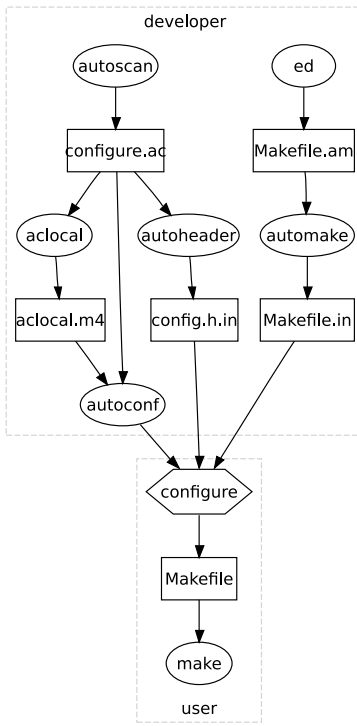 developer
autoscan
ed
configure.ac
Makefile.am
aclocal
autoheader
automake
aclocal.m4
config.h.in
Makefile.in
autoconf
configure
Makefile
make
user